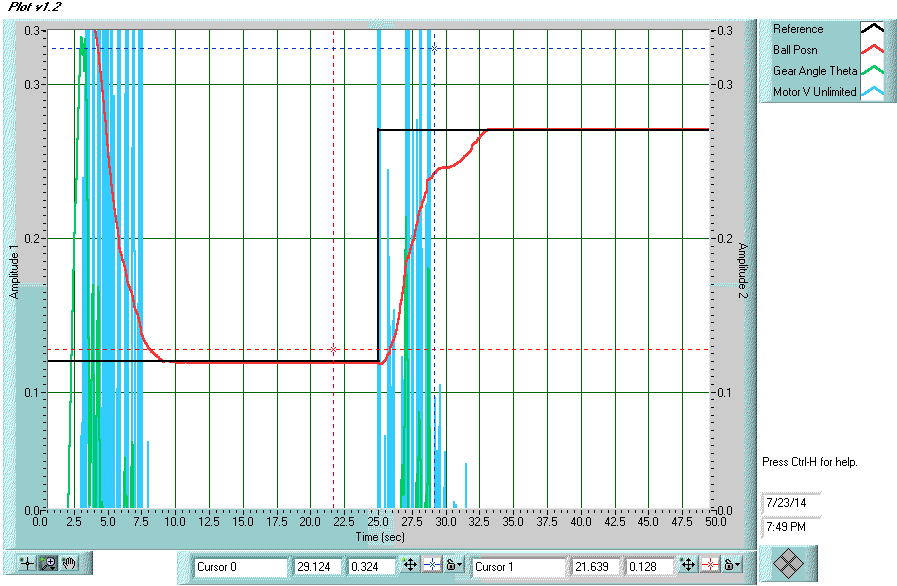 Plot v1.2
Reference
Ball Posn
Gear Angle Theta
Motor V Unlimited
0.3
0.3
0.2
0.1
0.0
Amplitude 1
0.3
0.3
0.2
0.1
0.0
Amplitude 2
0.0 2.5 5.0 7.5 10.0 12.5 15.0 17.5 20.0 22.5 25.0 27.5 30.0 32.5 35.0 37.5 40.0 42.5 45.0 47.5 50.0
Time (sec)
Press Ctrl-H for help.
7/23/14
7:49 PM
Cursor 0 29.124 0.324 Cursor 1 21.639 0.128